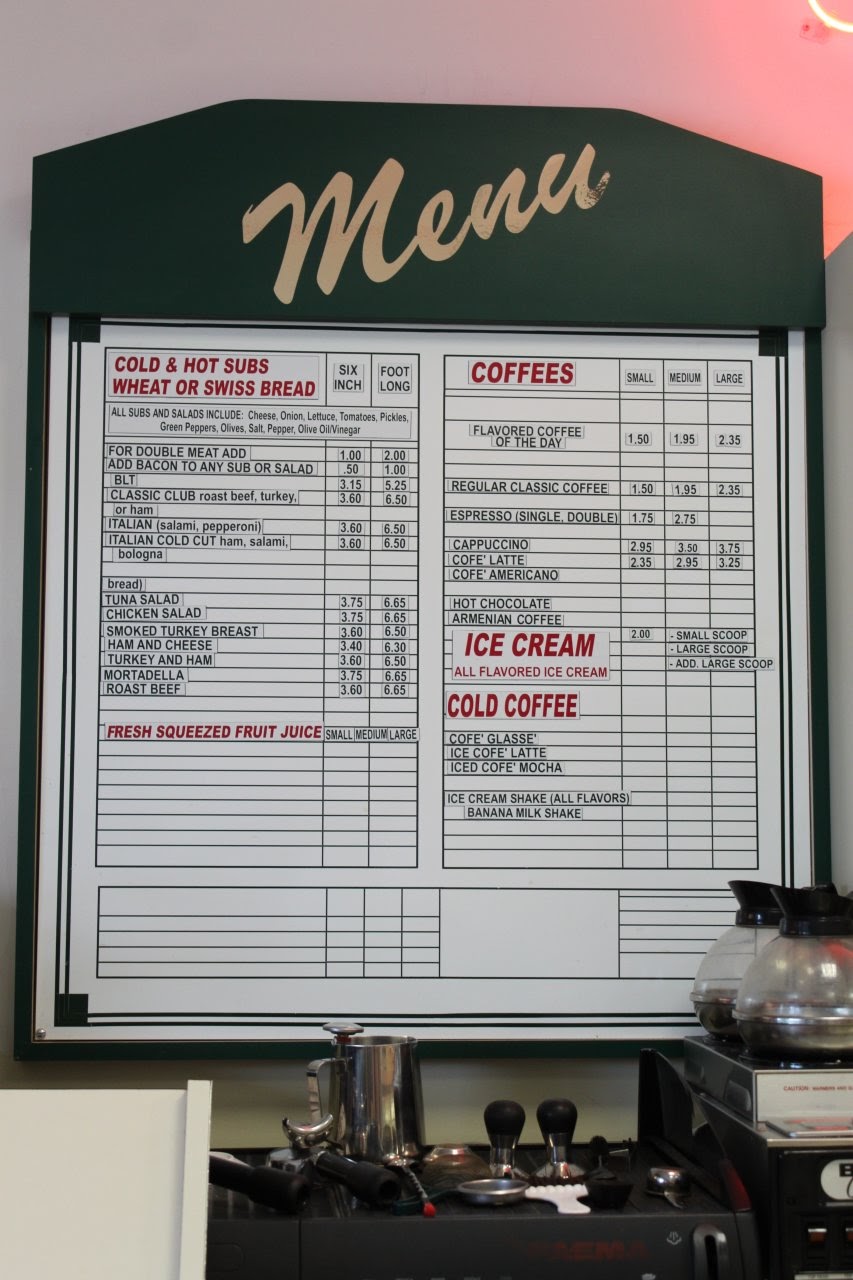 Menu
COLD & HOT SUBS
WHEAT OR SWISS BREAD
SIX INCH
FOOT LONG
ALL SUBS AND SALADS INCLUDE: Cheese, Onion, Lettuce, Tomatoes, Pickles,
Green Peppers, Olives, Salt, Pepper, Olive Oil/Vinegar
FOR DOUBLE MEAT ADD 1.00 2.00
ADD BACON TO ANY SUB OR SALAD .50 1.00
BLT 3.15 5.25
CLASSIC CLUB roast beef, turkey, 3.60 6.50
or ham
ITALIAN (salami, pepperoni) 3.60 6.50
ITALIAN COLD CUT ham, salami, 3.60 6.50
bologna
bread)
TUNA SALAD 3.75 6.65
CHICKEN SALAD 3.75 6.65
SMOKED TURKEY BREAST 3.60 6.50
HAM AND CHEESE 3.40 6.30
TURKEY AND HAM 3.60 6.50
MORTADELLA 3.75 6.65
ROAST BEEF 3.60 6.65
FRESH SQUEEZED FRUIT JUICE SMALL MEDIUM LARGE
COFFEES SMALL MEDIUM LARGE
FLAVORED COFFEE
OF THE DAY 1.50 1.95 2.35
REGULAR CLASSIC COFFEE 1.50 1.95 2.35
ESPRESSO (SINGLE, DOUBLE) 1.75 2.75
CAPPUCCINO 2.95 3.50 3.75
COFE' LATTE 2.35 2.95 3.25
COFE' AMERICANO
HOT CHOCOLATE
ARMENIAN COFFEE
ICE CREAM 2.00 - SMALL SCOOP
- LARGE SCOOP
ALL FLAVORED ICE CREAM - ADD. LARGE SCOOP
COLD COFFEE
COFE' GLASSE'
ICE COFE' LATTE
ICED COFE' MOCHA
ICE CREAM SHAKE (ALL FLAVORS)
BANANA MILK SHAKE